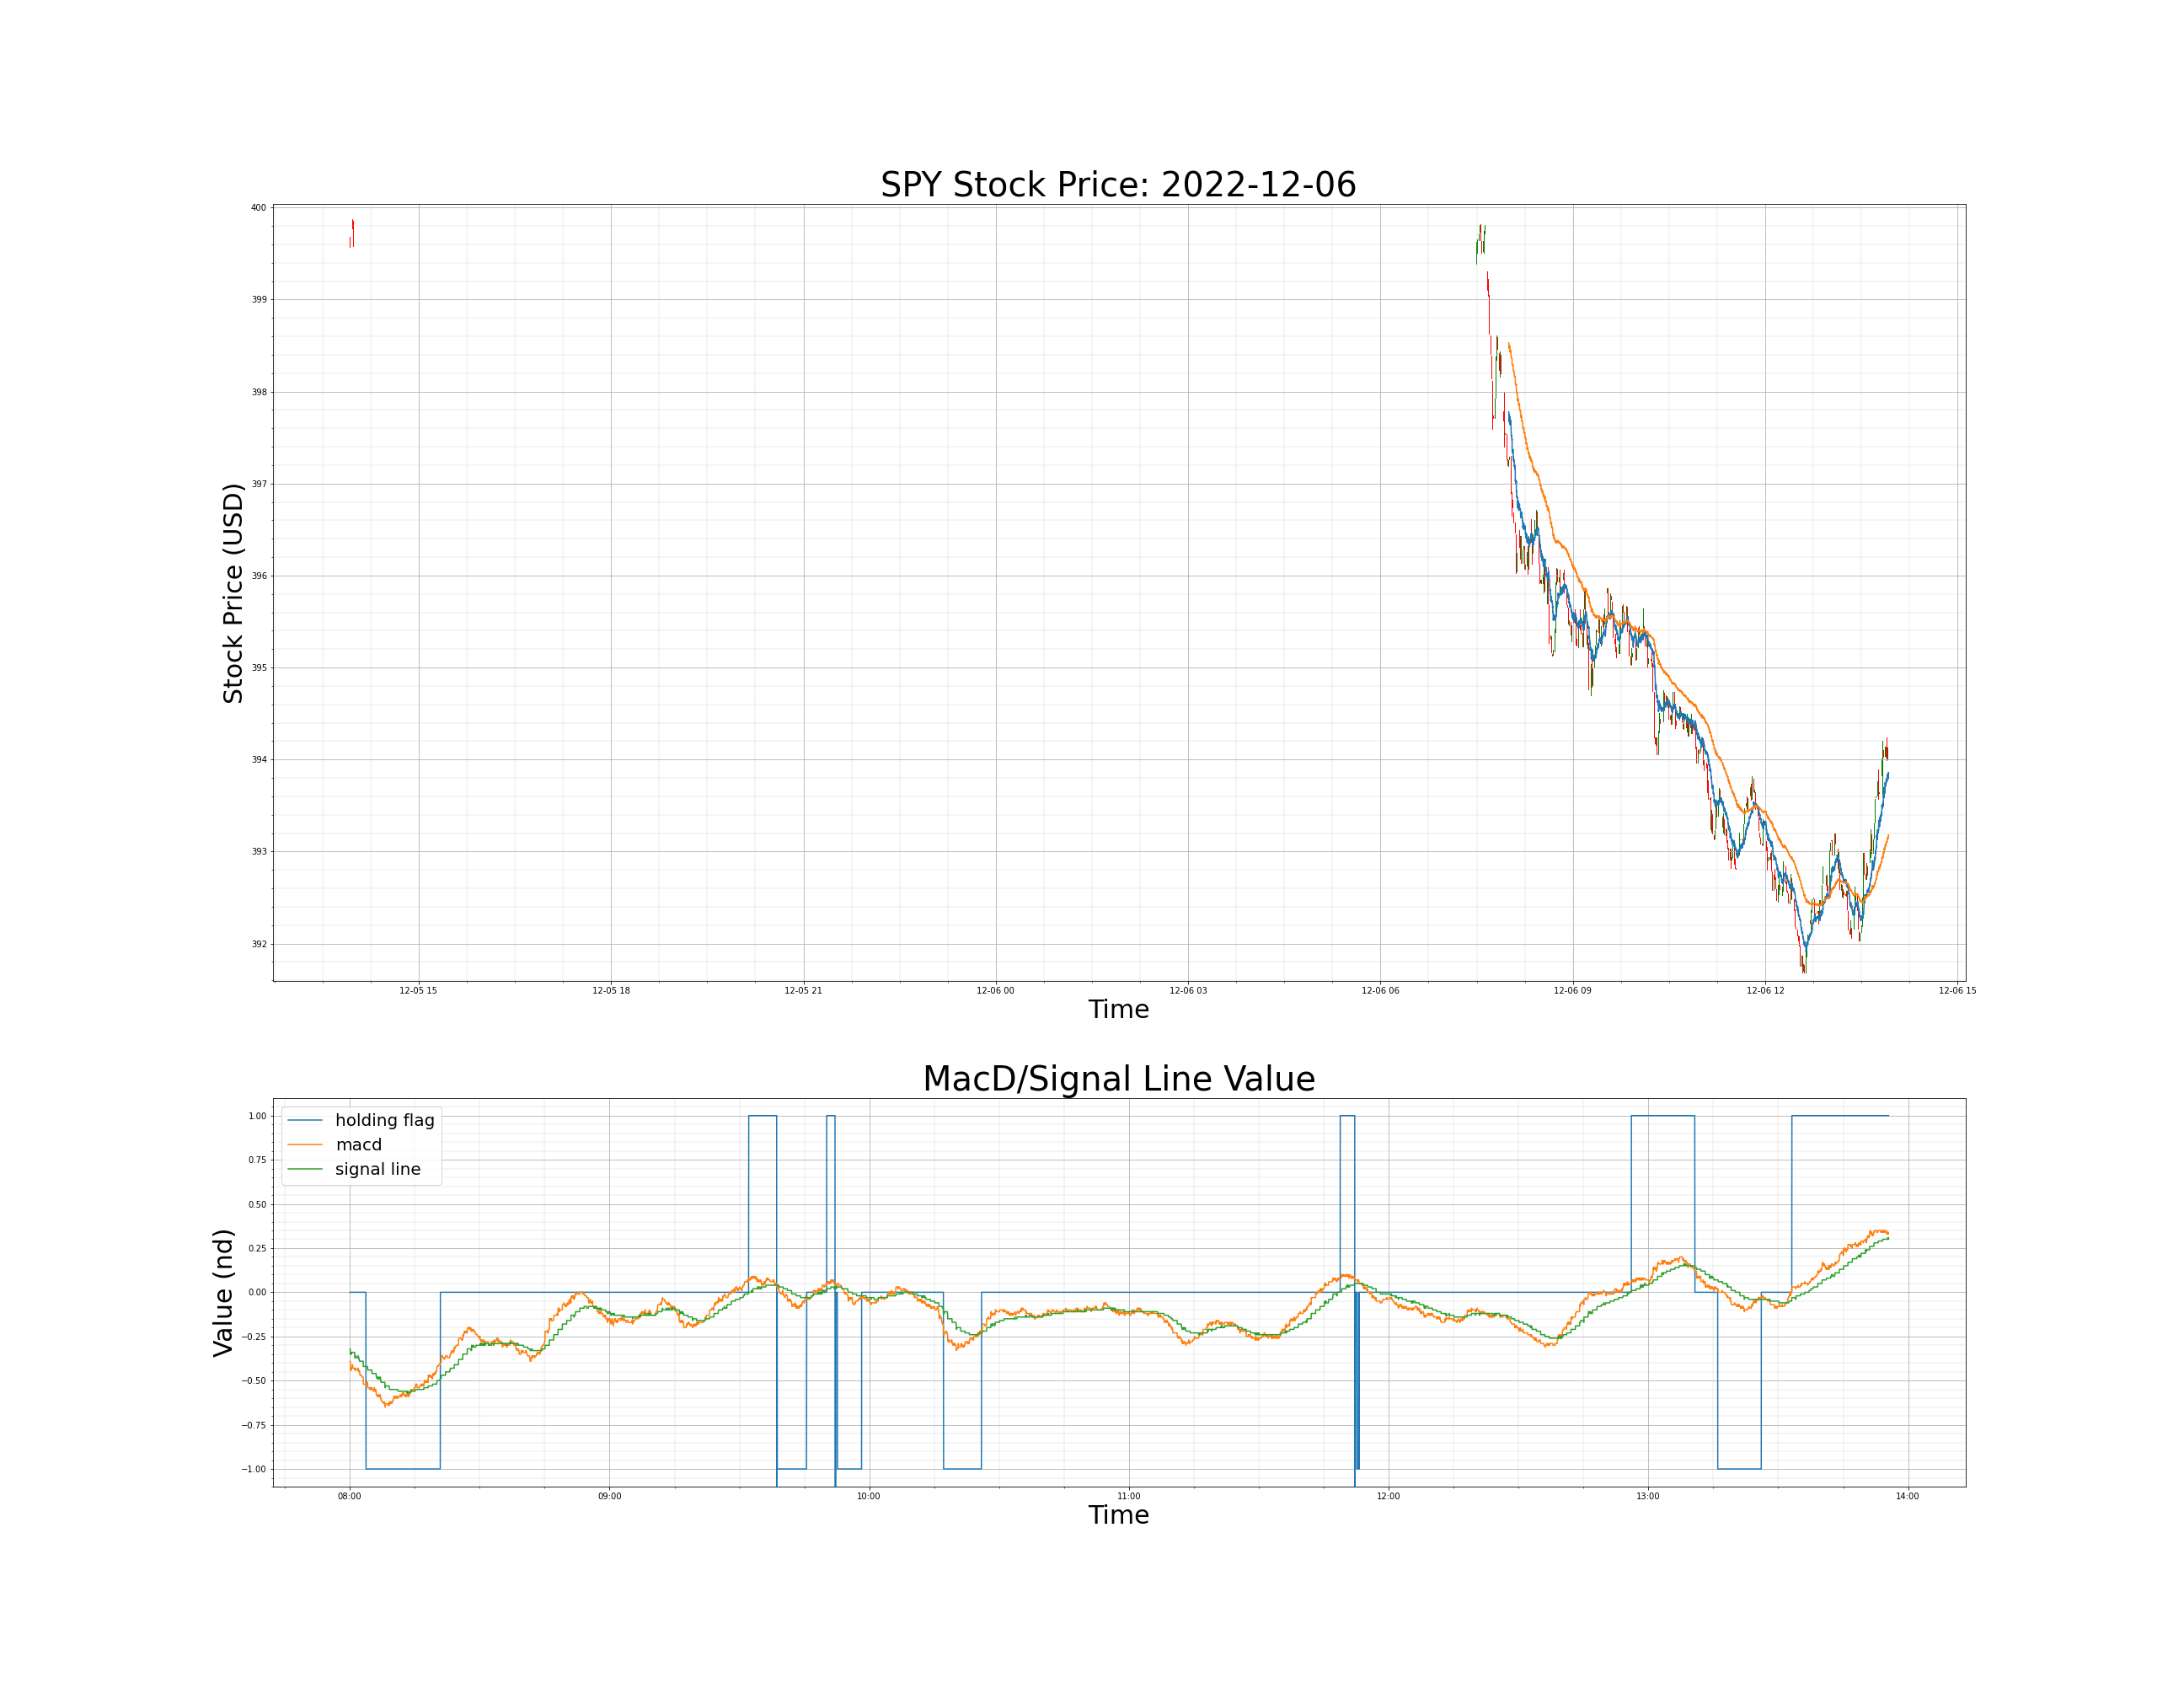 SPY Stock Price: 2022-12-06
Stock Price (USD)
400
399
398
397
396
395
394
393
392
12-05 15 12-05 18 12-05 21 12-06 00 12-06 03 12-06 06 12-06 09 12-06 12 12-06 15
Time
MacD/Signal Line Value
holding flag
macd
signal line
Value (nd)
1.00
0.75
0.50
0.25
0.00
−0.25
−0.50
−0.75
−1.00
08:00 09:00 10:00 11:00 12:00 13:00 14:00
Time